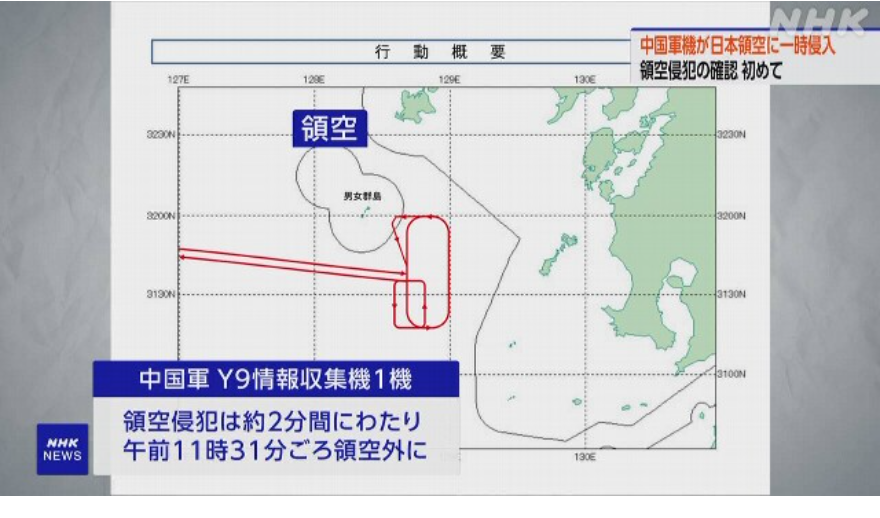 NHK
中国軍機が日本領空に一時侵入
領空侵犯の確認 初めて
行動概要
127E 128E 129E 130E
領空
3230N 3230N
男女群島
3200N 3200N
3130N 3130N
3100N
中国軍 Y9情報収集機1機
領空侵犯は約2分間にわたり
午前11時31分ごろ領空外に
130E
NHK
NEWS